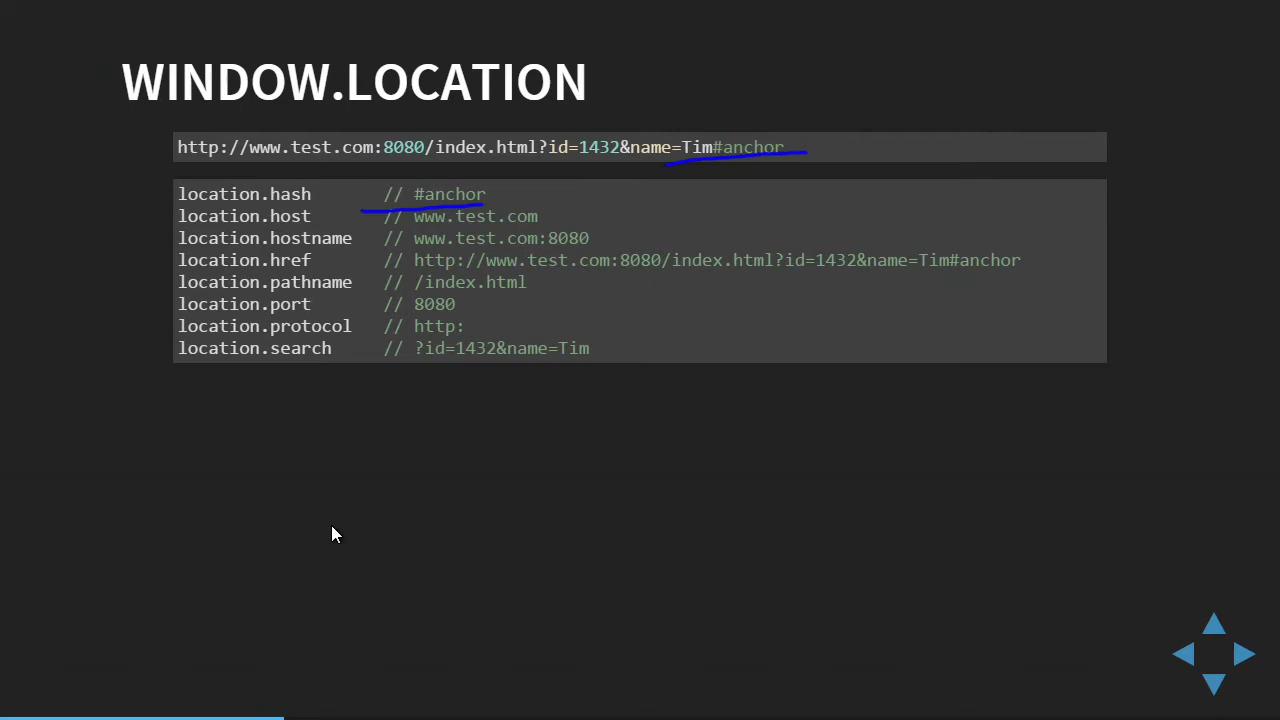 WINDOW.LOCATION
http://www.test.com:8080/index.html?id=1432&name=Tim#anchor
location.hash // #anchor
location.host // www.test.com
location.hostname // www.test.com:8080
location.href // http://www.test.com:8080/index.html?id=1432&name=Tim#anchor
location.pathname // /index.html
location.port // 8080
location.protocol // http:
location.search // ?id=1432&name=Tim